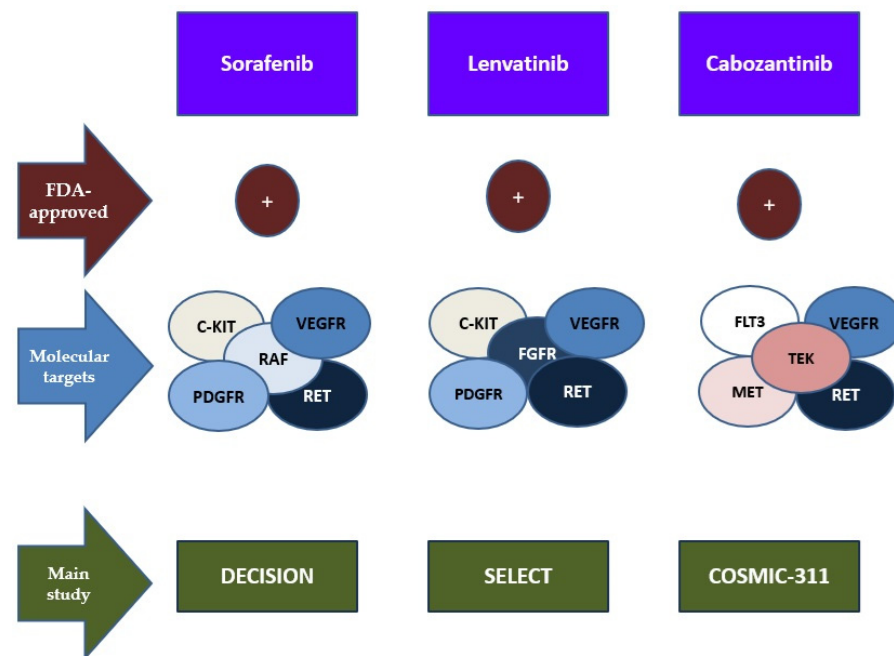 Sorafenib
Lenvatinib
Cabozantinib
FDA-
approved
+
+
+
C-KIT
VEGFR
RAF
PDGFR
RET
C-KIT
VEGFR
FGFR
PDGFR
RET
FLT3
VEGFR
TEK
MET
RET
Molecular
targets
Main
study
DECISION
SELECT
COSMIC-311